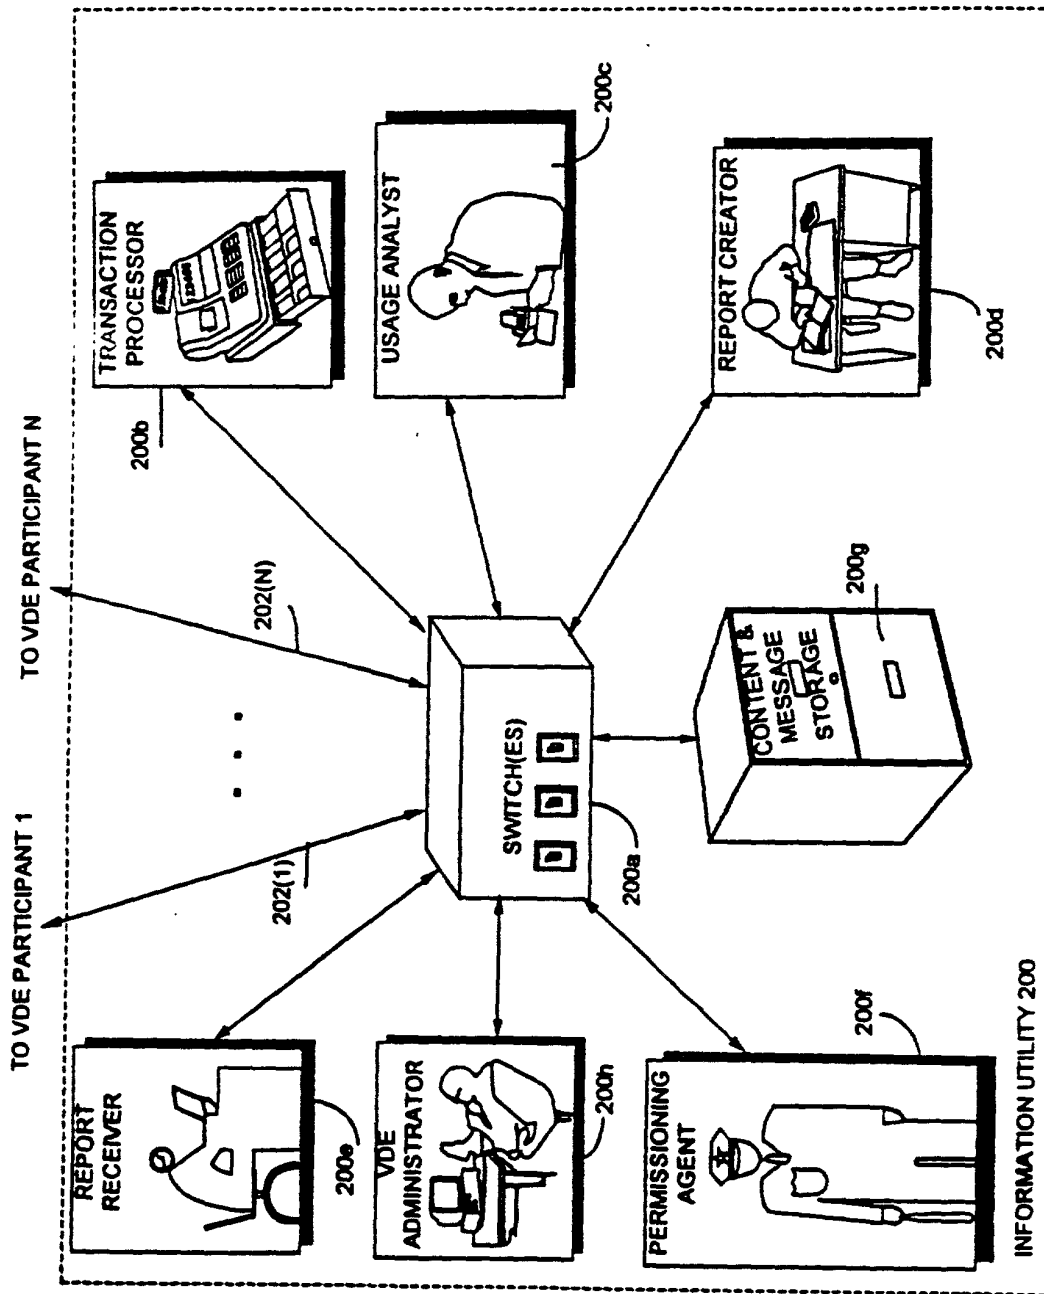 TO VDE PARTICIPANT 1
TO VDE PARTICIPANT N
202(1)
202(N)
REPORT
RECEIVER
200e
TRANSACTION
PROCESSOR
200b
VDE
ADMINISTRATOR
200h
SWITCH(ES)
200a
USAGE ANALYST
200c
PERMISSIONING
AGENT
200f
CONTENT &
MESSAGE
STORAGE
200g
REPORT CREATOR
200d
INFORMATION UTILITY 200